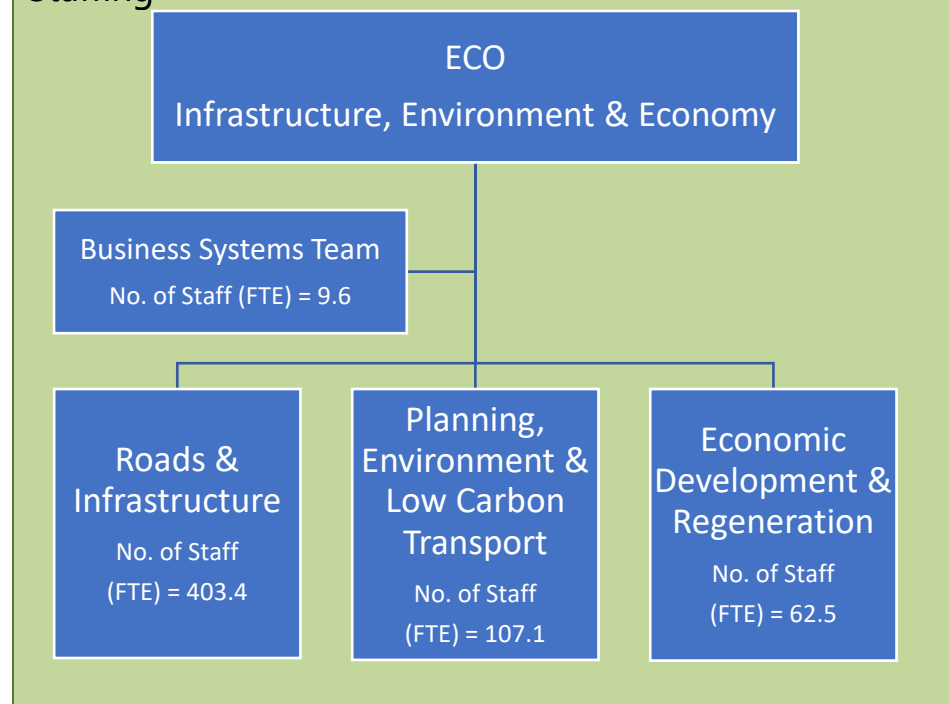 Staffing
ECO
Infrastructure, Environment & Economy
Business Systems Team
No. of Staff (FTE) = 9.6
Roads &
Infrastructure
No. of Staff
(FTE) = 403.4
Planning,
Environment &
Low Carbon
Transport
No. of Staff
(FTE) = 107.1
Economic
Development &
Regeneration
No. of Staff
(FTE) = 62.5